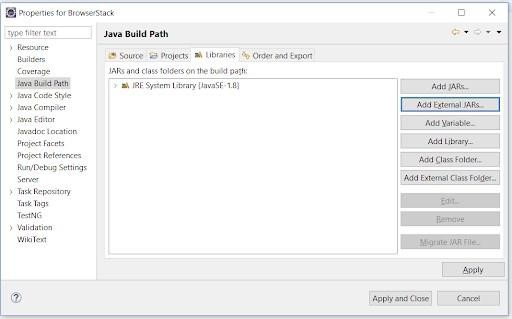 Properties for BrowserStack
type filter text
Resource
Builders
Coverage
Java Build Path
Java Code Style
Java Compiler
Java Editor
Javadoc Location
Project Facets
Project References
Run/Debug Settings
Server
Task Repository
Task Tags
TestNG
Validation
WikiText
Java Build Path
Source
Projects
Libraries
Order and Export
JARs and class folders on the build path:
JRE System Library [JavaSE-1.8]
Add JARs...
Add External JARs...
Add Variable...
Add Library...
Add Class Folder...
Add External Class Folder...
Edit...
Remove
Migrate JAR File...
Apply
Apply and Close
Cancel